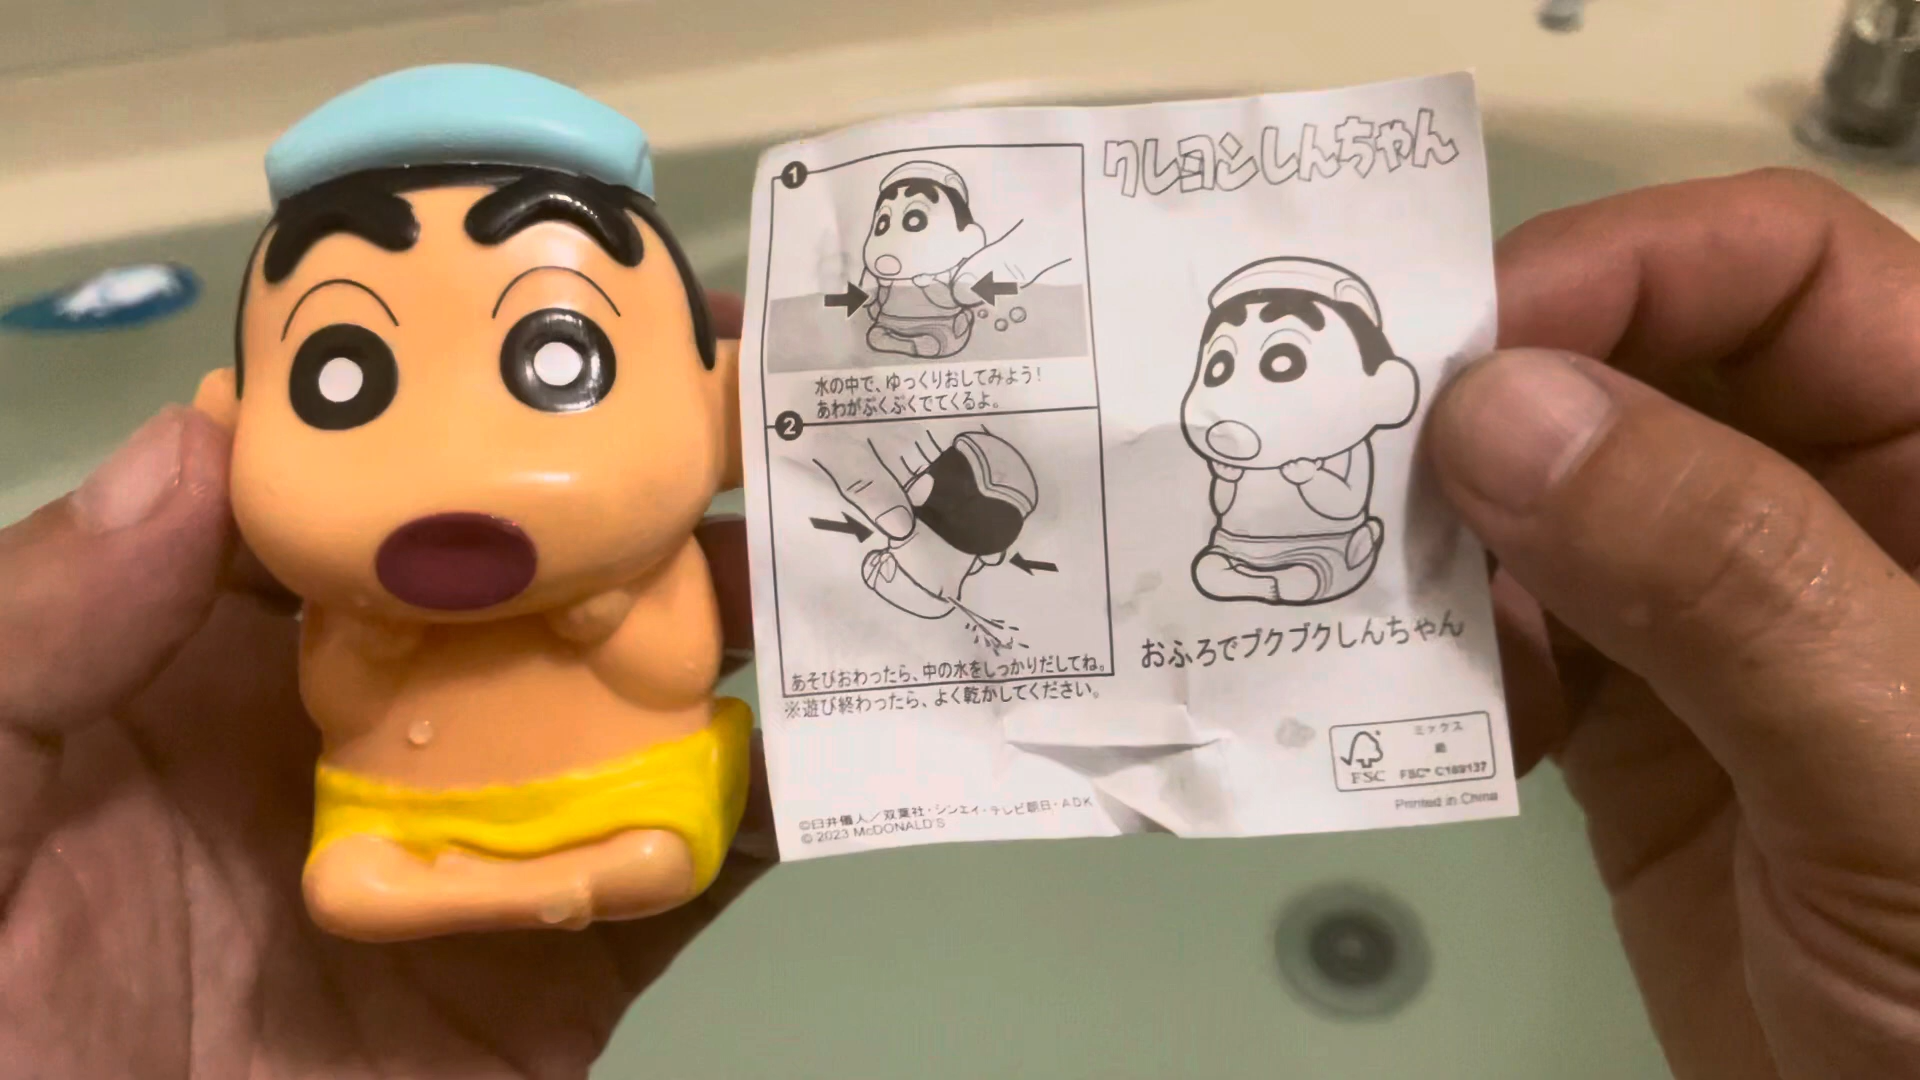 1
水の中で、ゆっくりおしてみよう!
あわがぶくぶくでてくるよ。
2
あそびおわったら、中の水をしっかりだしてね。
※遊び終わったら、よく乾かしてください。
©臼井儀人/双葉社・シンエイ・テレビ朝日・ADK
© 2023 McDONALD'S
クレヨンしんちゃん
おふろでブクブクしんちゃん
ミックス
紙
FSC
FSC™ C189137
Printed in China